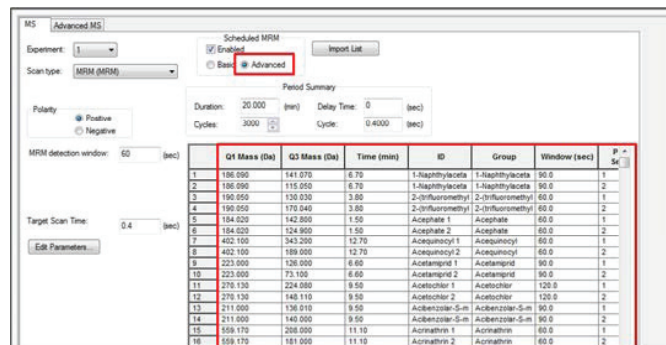 MS Advanced MS
Experiment: 1
Scheduled MRM
Enabled
Import List
Scan type: MRM (MRM)
Basic Advanced
Period Summary
Duration: 20.000 (min) Delay Time: 0 (sec)
Cycles: 3000 Cycle: 0.4000 (sec)
Polarity
Positive
Negative
MRM detection window: 60 (sec)
Target Scan Time: 0.4 (sec)
Edit Parameters...
Q1 Mass (Da) Q3 Mass (Da) Time (min) ID Group Window (sec)
1 186.090 141.070 6.70 1-Naphthylaceta 1-Naphthylaceta 90.0 1
2 186.090 115.050 6.70 1-Naphthylaceta 1-Naphthylaceta 90.0 2
3 190.050 130.030 3.80 2-(trifluoromethyl 2-(trifluoromethyl 60.0 1
4 190.050 170.040 3.80 2-(trifluoromethyl 2-(trifluoromethyl 60.0 2
5 184.020 142.800 1.50 Acephate 1 Acephate 60.0 1
6 184.020 124.900 1.50 Acephate 2 Acephate 60.0 2
7 402.100 343.200 12.70 Acequinocyl 1 Acequinocyl 60.0 1
8 402.100 189.000 12.70 Acequinocyl 2 Acequinocyl 60.0 2
9 223.000 126.000 6.60 Acetamiprid 1 Acetamiprid 90.0 1
10 223.000 73.100 6.60 Acetamiprid 2 Acetamiprid 90.0 2
11 270.130 224.080 9.50 Acetochlor 1 Acetochlor 120.0 1
12 270.130 148.110 9.50 Acetochlor 2 Acetochlor 120.0 2
13 211.000 136.010 9.50 Acibenzolar-S-m Acibenzolar-S-m 90.0 1
14 211.000 140.000 9.50 Acibenzolar-S-m Acibenzolar-S-m 90.0 2
15 559.170 208.000 11.10 Acrinathrin 1 Acrinathrin 60.0 1
16 559.170 181.000 11.10 Acrinathrin 2 Acrinathrin 60.0 2